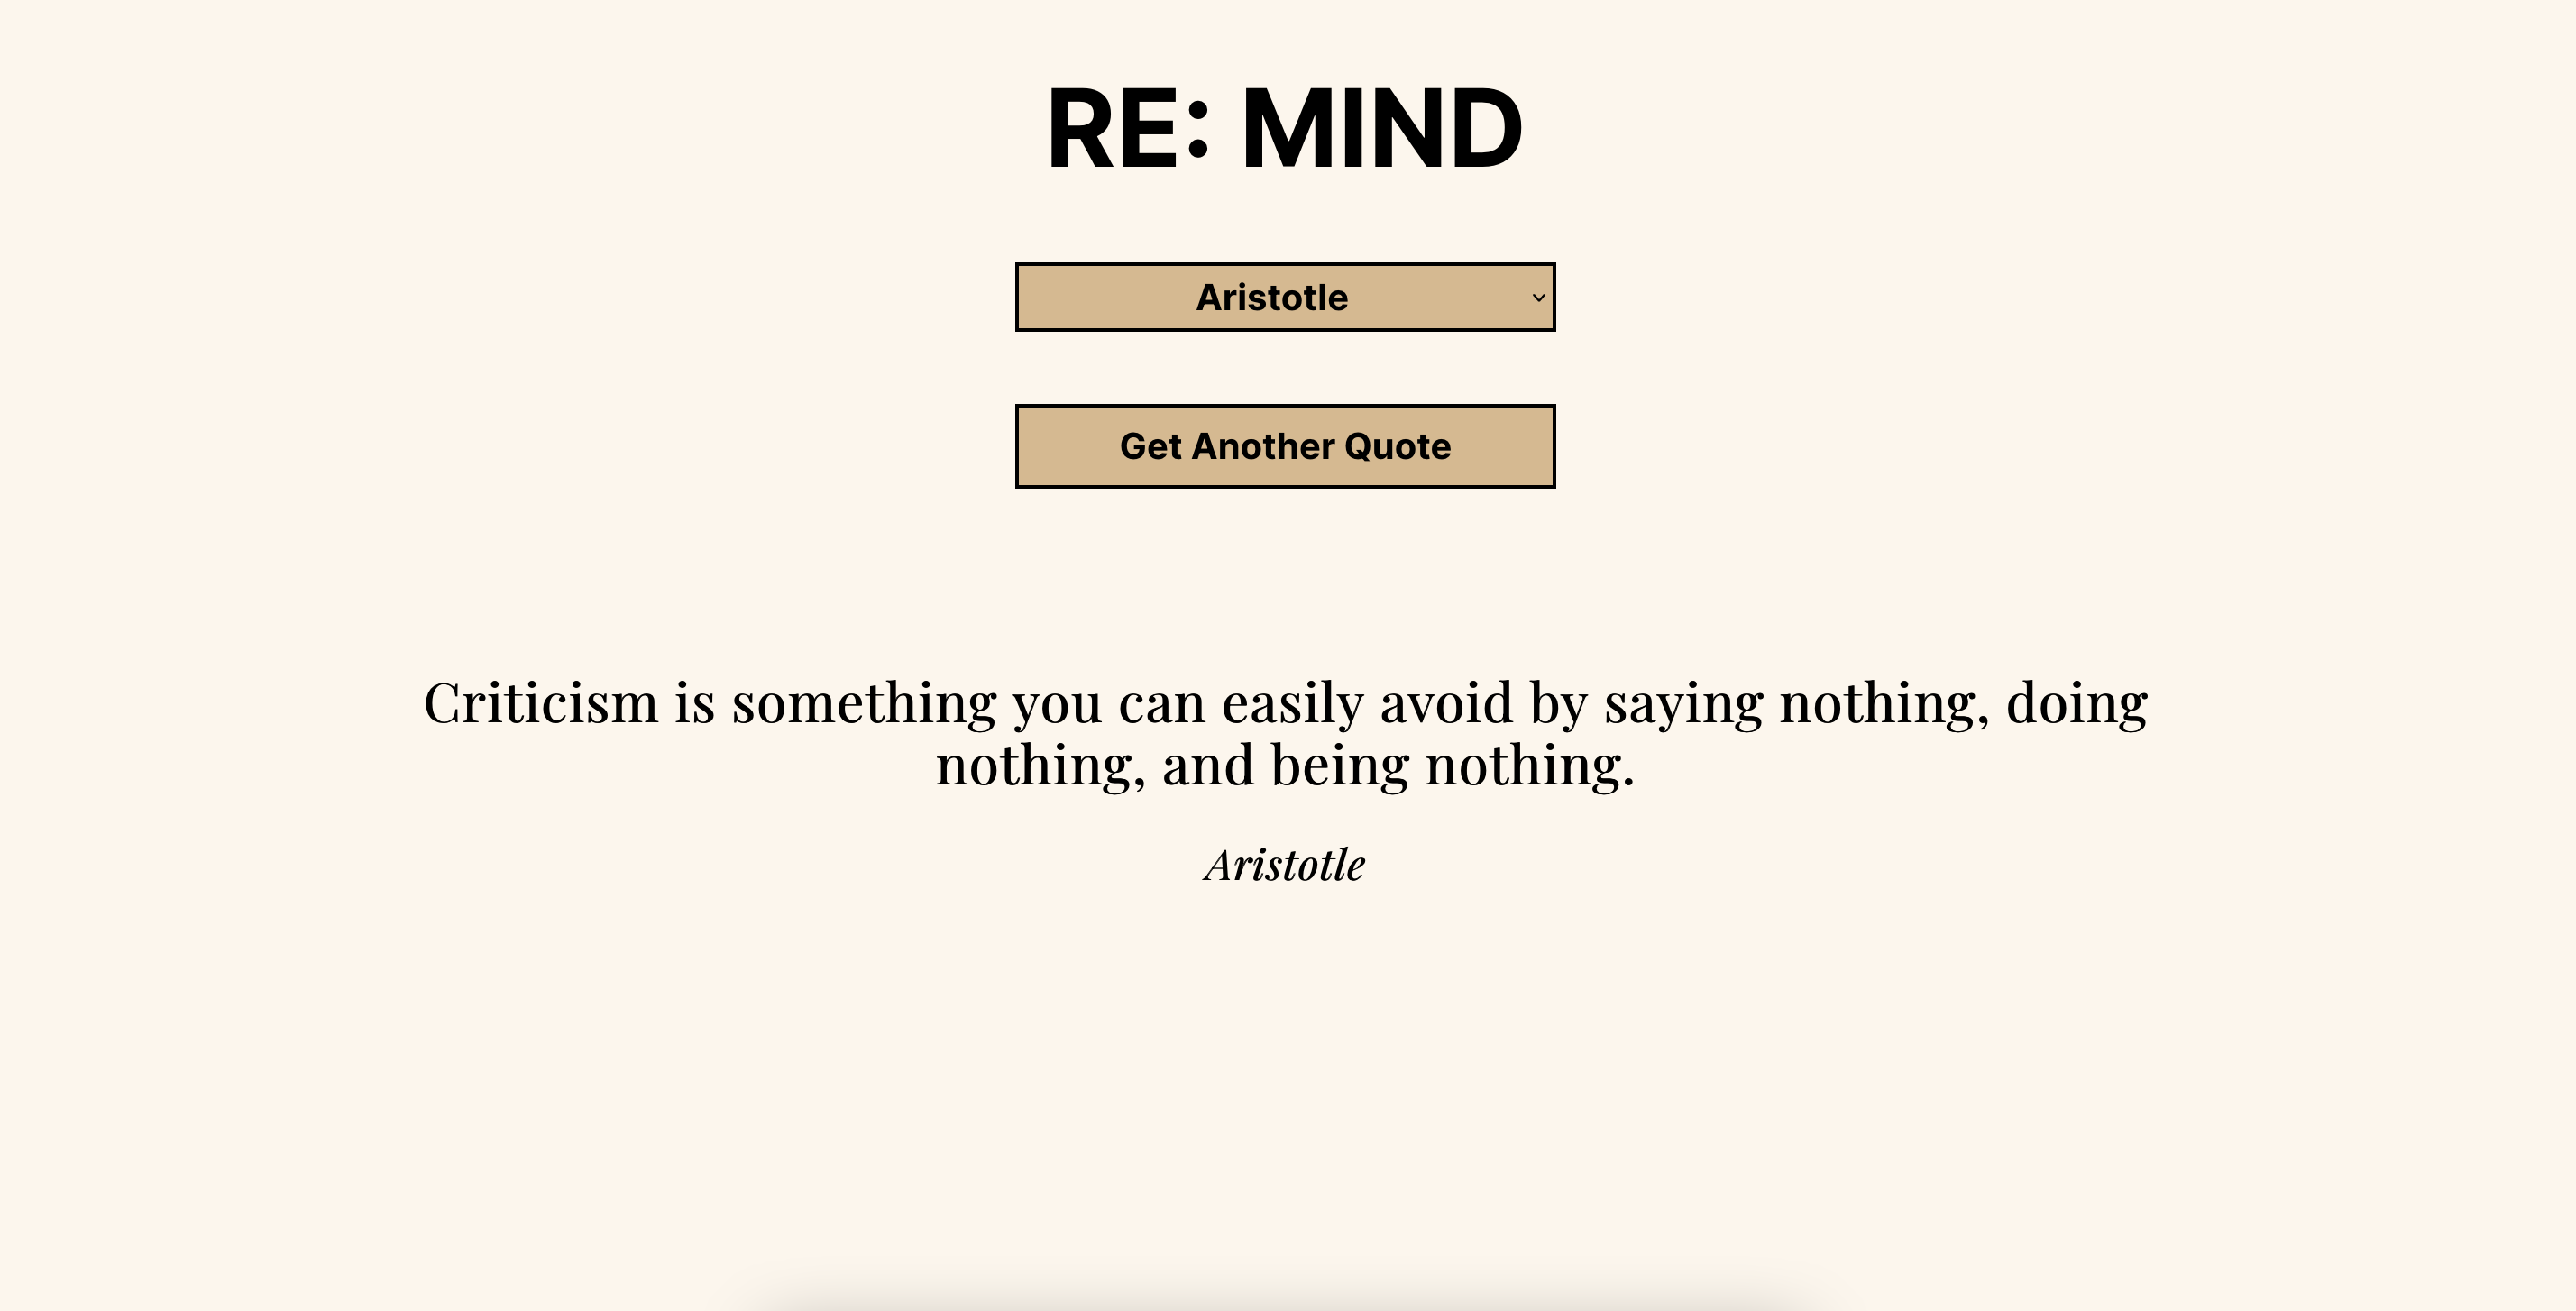 RE: MIND
Aristotle
Get Another Quote
Criticism is something you can easily avoid by saying nothing, doing
nothing, and being nothing.
Aristotle